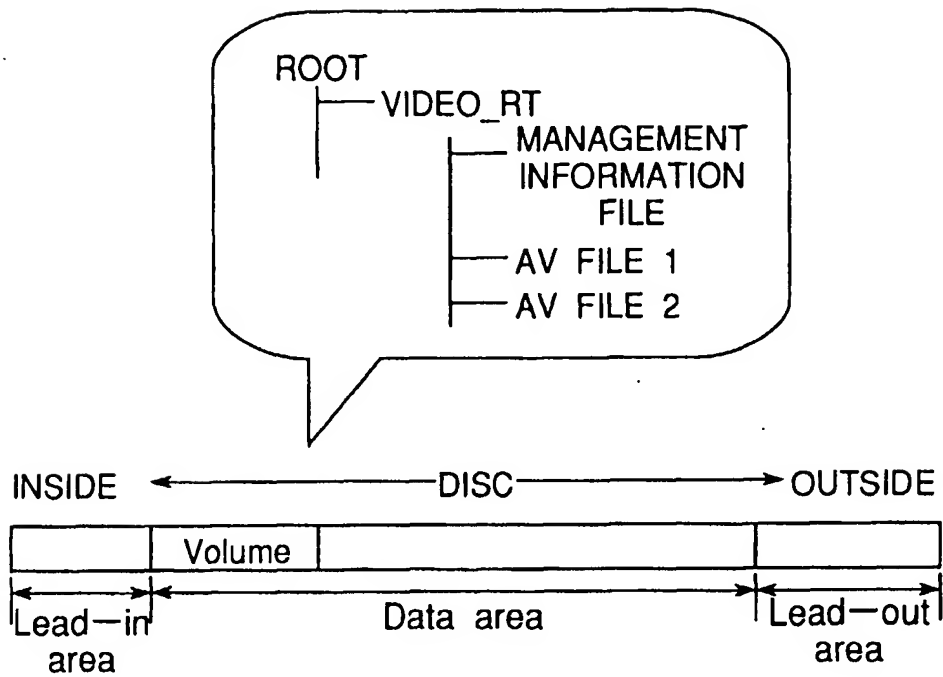 ROOT
VIDEO_RT
MANAGEMENT
INFORMATION
FILE
AV FILE 1
AV FILE 2
INSIDE DISC OUTSIDE
Volume
Lead-in
area
Data area
Lead-out
area